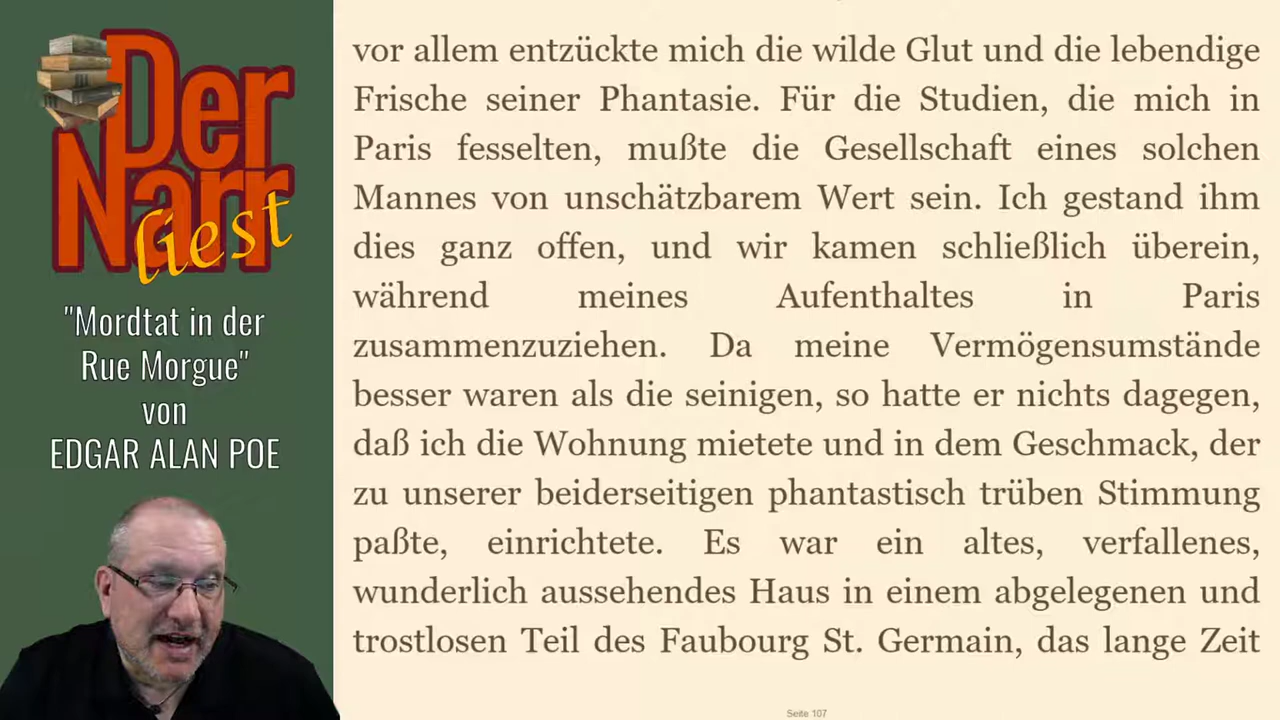 Der
Narr
liest
"Mordtat in der
Rue Morgue"
von
EDGAR ALAN POE
vor allem entzückte mich die wilde Glut und die lebendige
Frische seiner Phantasie. Für die Studien, die mich in
Paris fesselten, mußte die Gesellschaft eines solchen
Mannes von unschätzbarem Wert sein. Ich gestand ihm
dies ganz offen, und wir kamen schließlich überein,
während meines Aufenthaltes in Paris
zusammenzuziehen. Da meine Vermögensumstände
besser waren als die seinigen, so hatte er nichts dagegen,
daß ich die Wohnung mietete und in dem Geschmack, der
zu unserer beiderseitigen phantastisch trüben Stimmung
paßte, einrichtete. Es war ein altes, verfallenes,
wunderlich aussehendes Haus in einem abgelegenen und
trostlosen Teil des Faubourg St. Germain, das lange Zeit
Seite 107